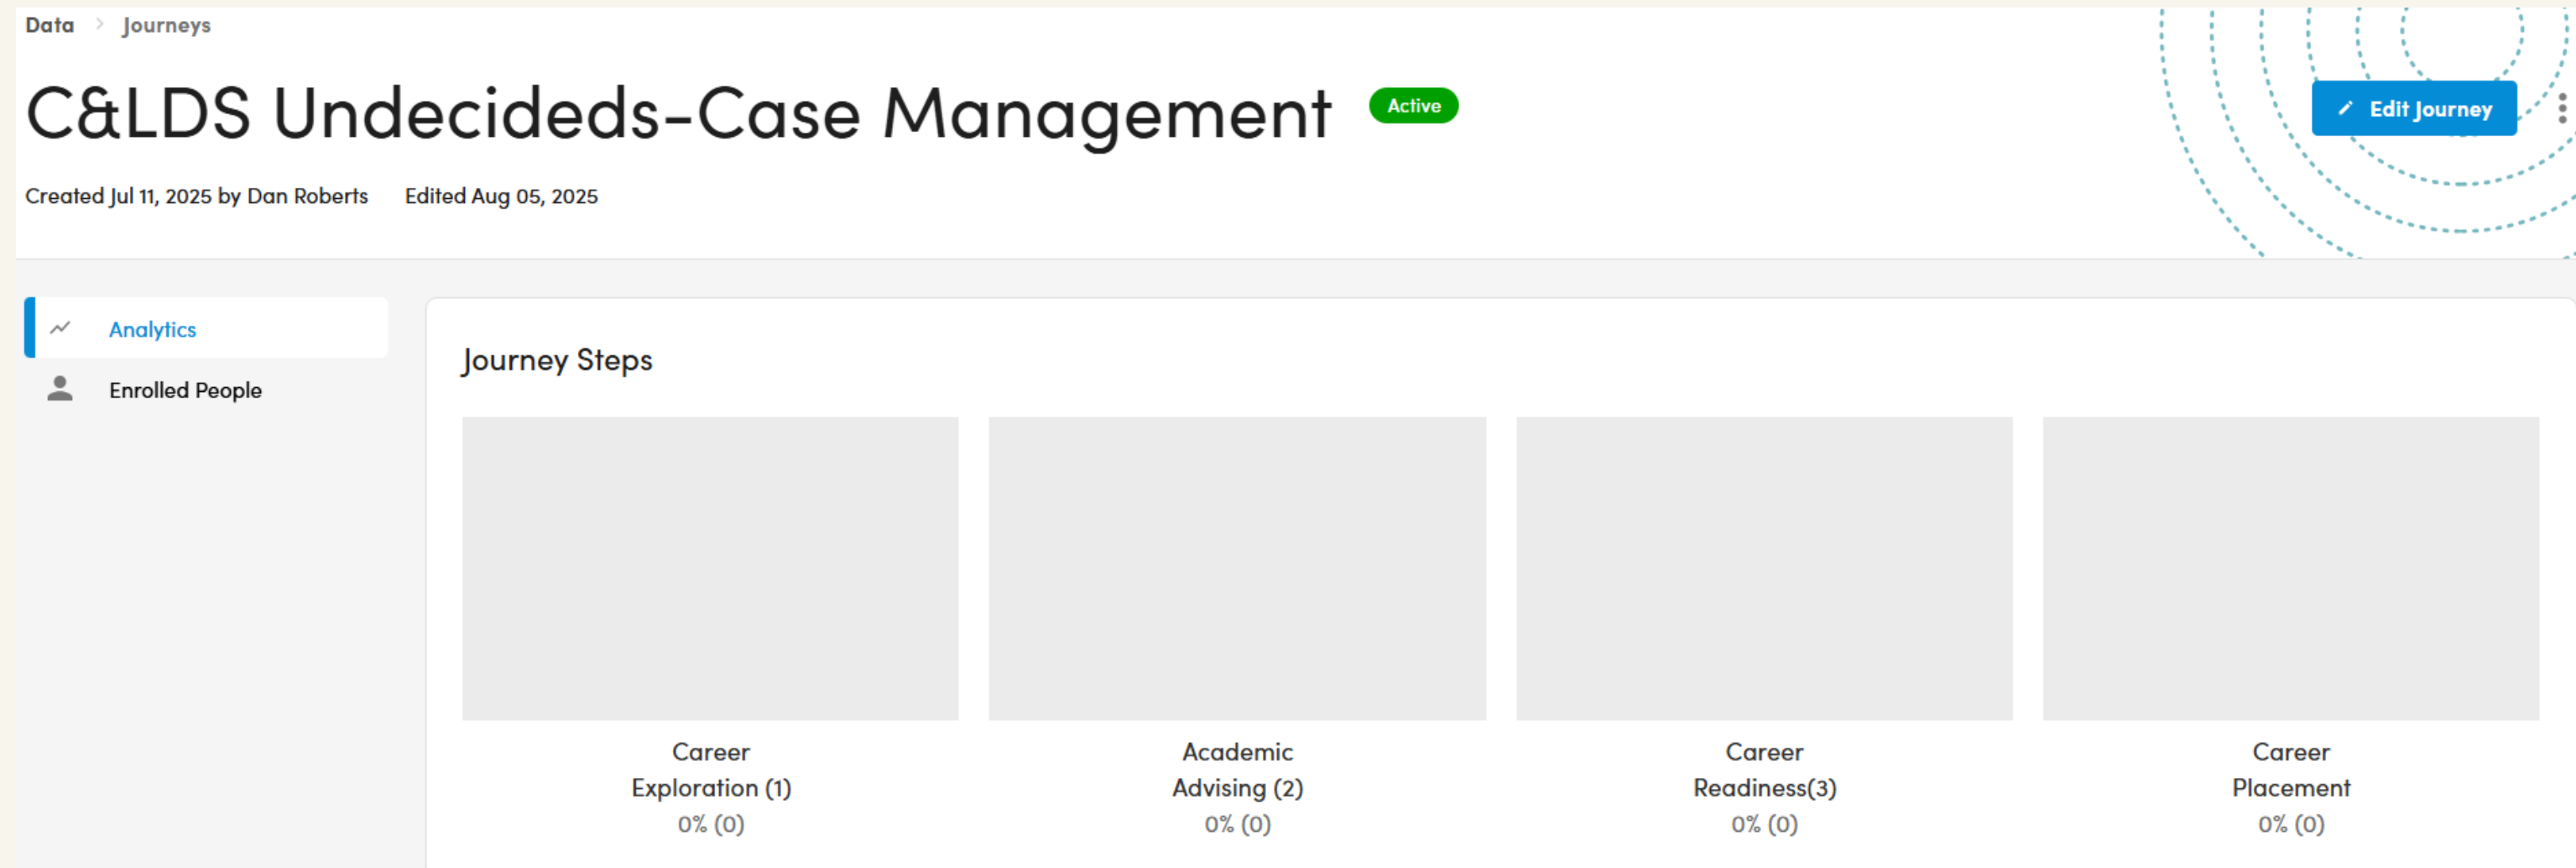 Data > Journeys
C&LDS Undecideds-Case Management Active
Edit Journey
Created Jul 11, 2025 by Dan Roberts Edited Aug 05, 2025
Analytics
Enrolled People
Journey Steps
Career
Exploration (1)
0% (0)
Academic
Advising (2)
0% (0)
Career
Readiness(3)
0% (0)
Career
Placement
0% (0)